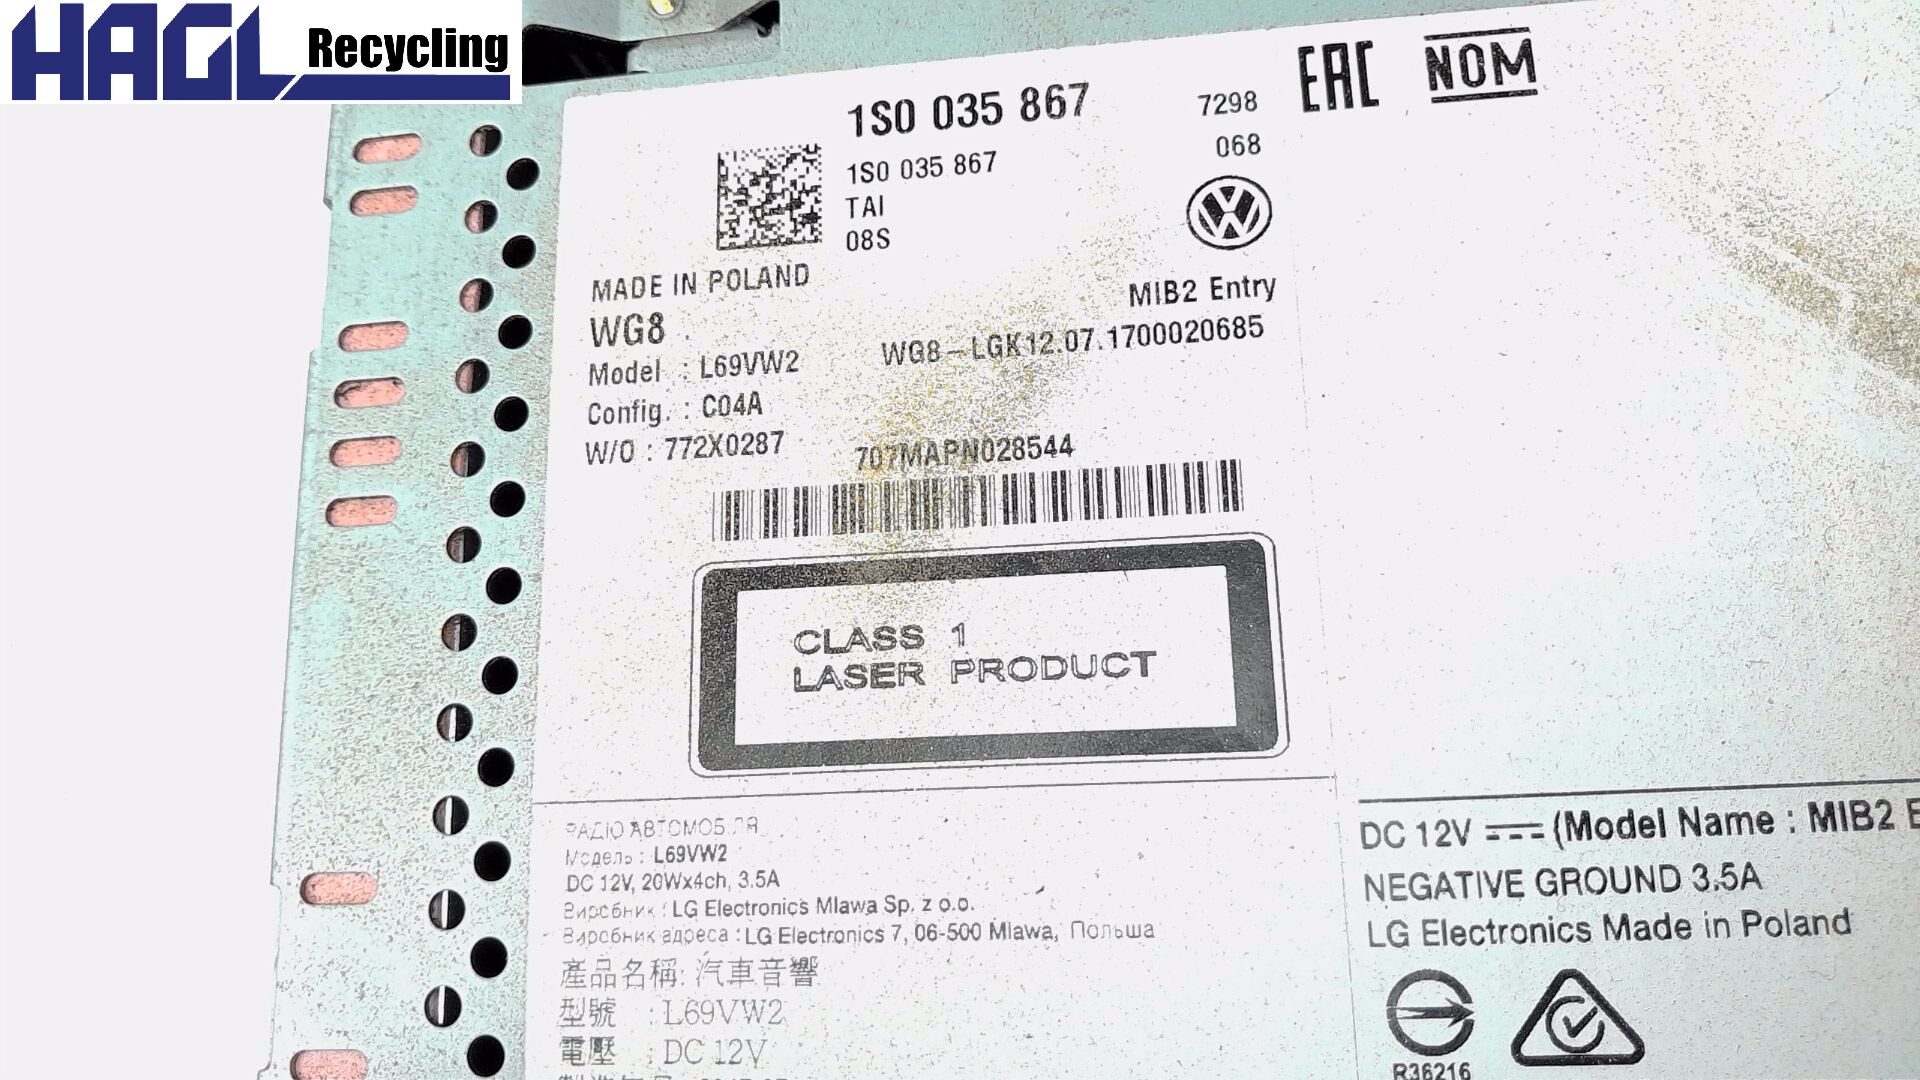 HAGL Recycling
EAC NOM
1S0 035 867 7298
1S0 035 867 068
TAI
08S
MADE IN POLAND
WG8
MIB2 Entry
Model : L69VW2 WG8-LGK12.07.1700020685
Config. : C04A
W/O : 772X0287 707MAPN028544
CLASS 1
LASER PRODUCT
РАДІО АВТОМОБІЛЯ
Модель : L69VW2
DC 12V, 20Wx4ch, 3.5A
Виробник : LG Electronics Mlawa Sp. z o.o.
Виробник адреса : LG Electronics 7, 06-500 Mlawa, Польша
產品名稱: 汽車音響
型號 : L69VW2
電壓 : DC 12V
DC 12V (Model Name : MIB2 E
NEGATIVE GROUND 3.5A
LG Electronics Made in Poland
R36216